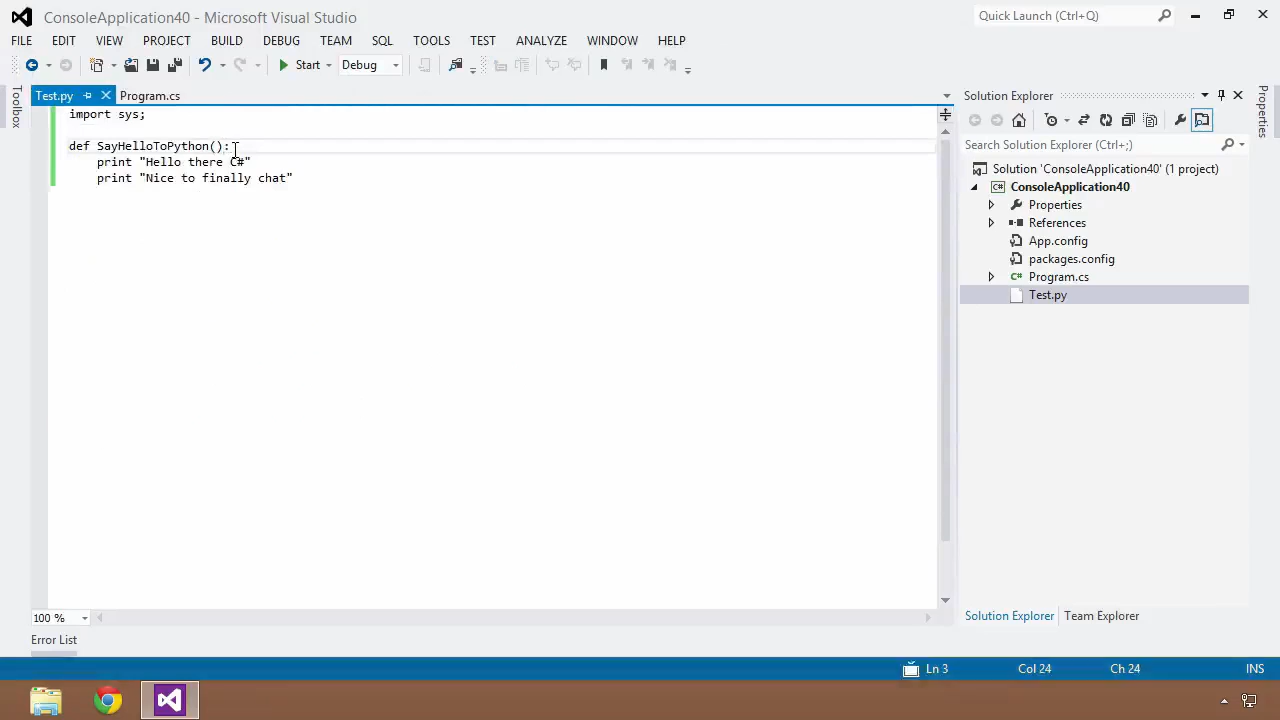 ConsoleApplication40 - Microsoft Visual Studio
Quick Launch (Ctrl+Q)
FILE EDIT VIEW PROJECT BUILD DEBUG TEAM SQL TOOLS TEST ANALYZE WINDOW HELP
Start Debug
Toolbox
Test.py Program.cs
import sys;
def SayHelloToPython():
print "Hello there C#"
print "Nice to finally chat"
Solution Explorer
Search Solution Explorer (Ctrl+;)
Solution 'ConsoleApplication40' (1 project)
ConsoleApplication40
Properties
References
App.config
packages.config
Program.cs
Test.py
Properties
100 %
Solution Explorer Team Explorer
Error List
Ln 3 Col 24 Ch 24 INS